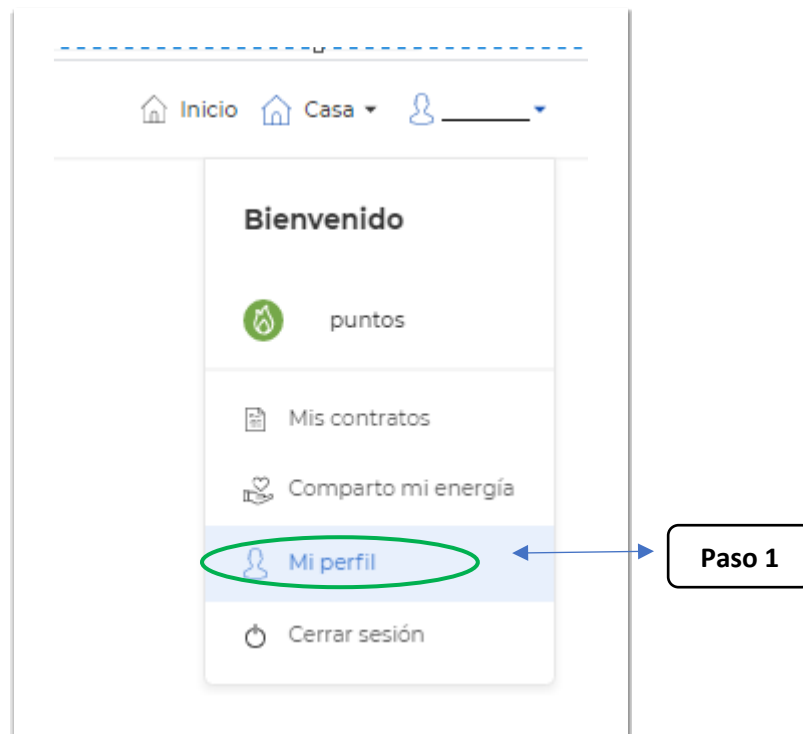 Inicio Casa
Bienvenido
puntos
Mis contratos
Comparto mi energía
Mi perfil
Paso 1
Cerrar sesión